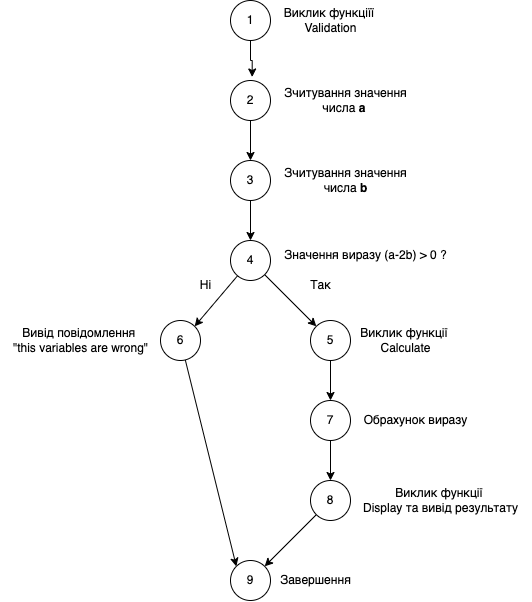 1
Виклик функціїї
Validation
2
Зчитування значення
числа a
3
Зчитування значення
числа b
4
Значення виразу (a-2b) > 0 ?
Ні
Так
Вивід повідомлення
"this variables are wrong"
6
5
Виклик функції
Calculate
7
Обрахунок виразу
8
Виклик функції
Display та вивід результату
9
Завершення